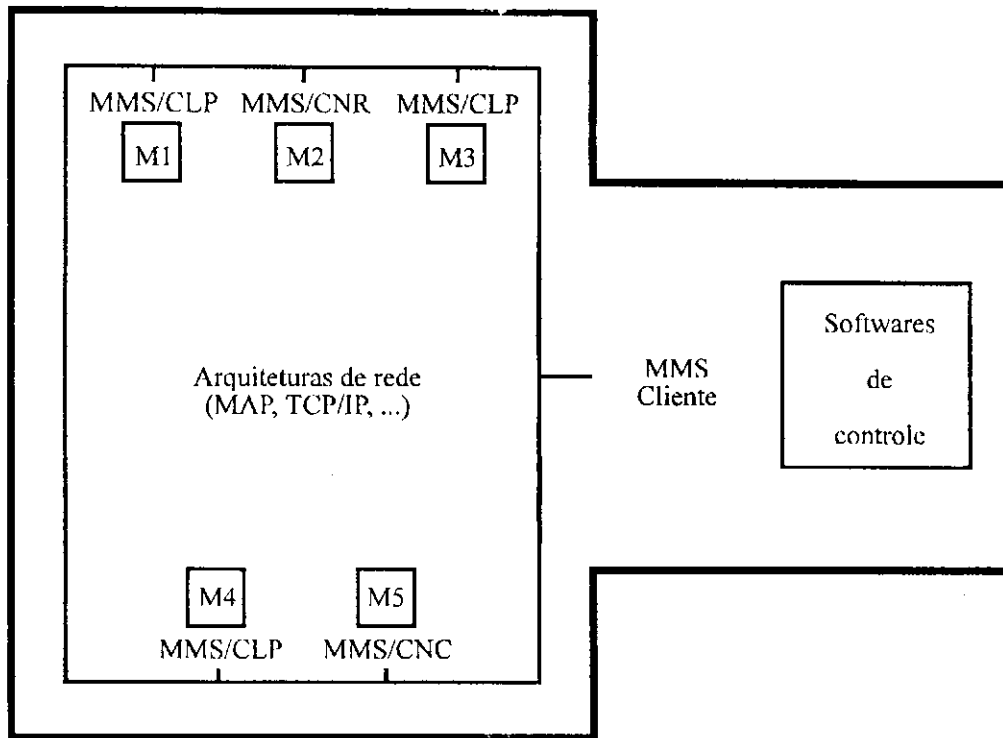 MMS/CLP MMS/CNR MMS/CLP
M1 M2 M3
Arquiteturas de rede
(MAP, TCP/IP, ...)
MMS
Cliente
Softwares
de
controle
M4 M5
MMS/CLP MMS/CNC